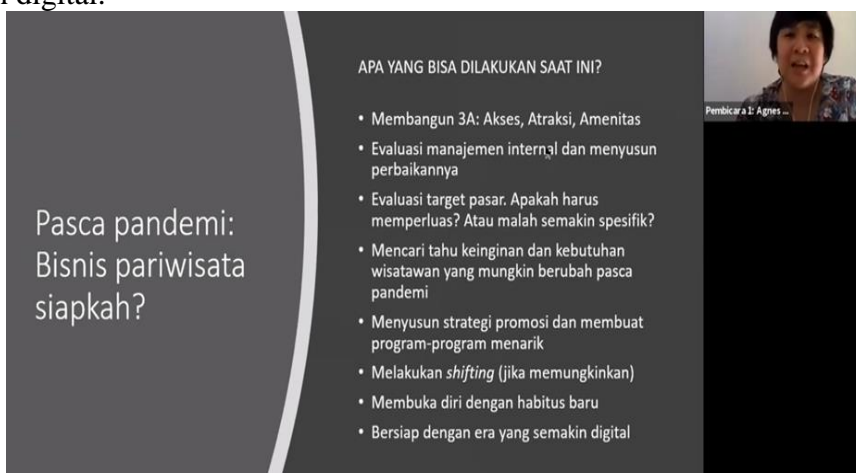 digital.
Pasca pandemi:
Bisnis pariwisata
siapkah?
APA YANG BISA DILAKUKAN SAAT INI?
• Membangun 3A: Akses, Atraksi, Amenitas
• Evaluasi manajemen internal dan menyusun
perbaikannya
• Evaluasi target pasar. Apakah harus
memperluas? Atau malah semakin spesifik?
• Mencari tahu keinginan dan kebutuhan
wisatawan yang mungkin berubah pasca
pandemi
• Menyusun strategi promosi dan membuat
program-program menarik
• Melakukan shifting (jika memungkinkan)
• Membuka diri dengan habitus baru
• Bersiap dengan era yang semakin digital
Pembicara 1: Agnes ...